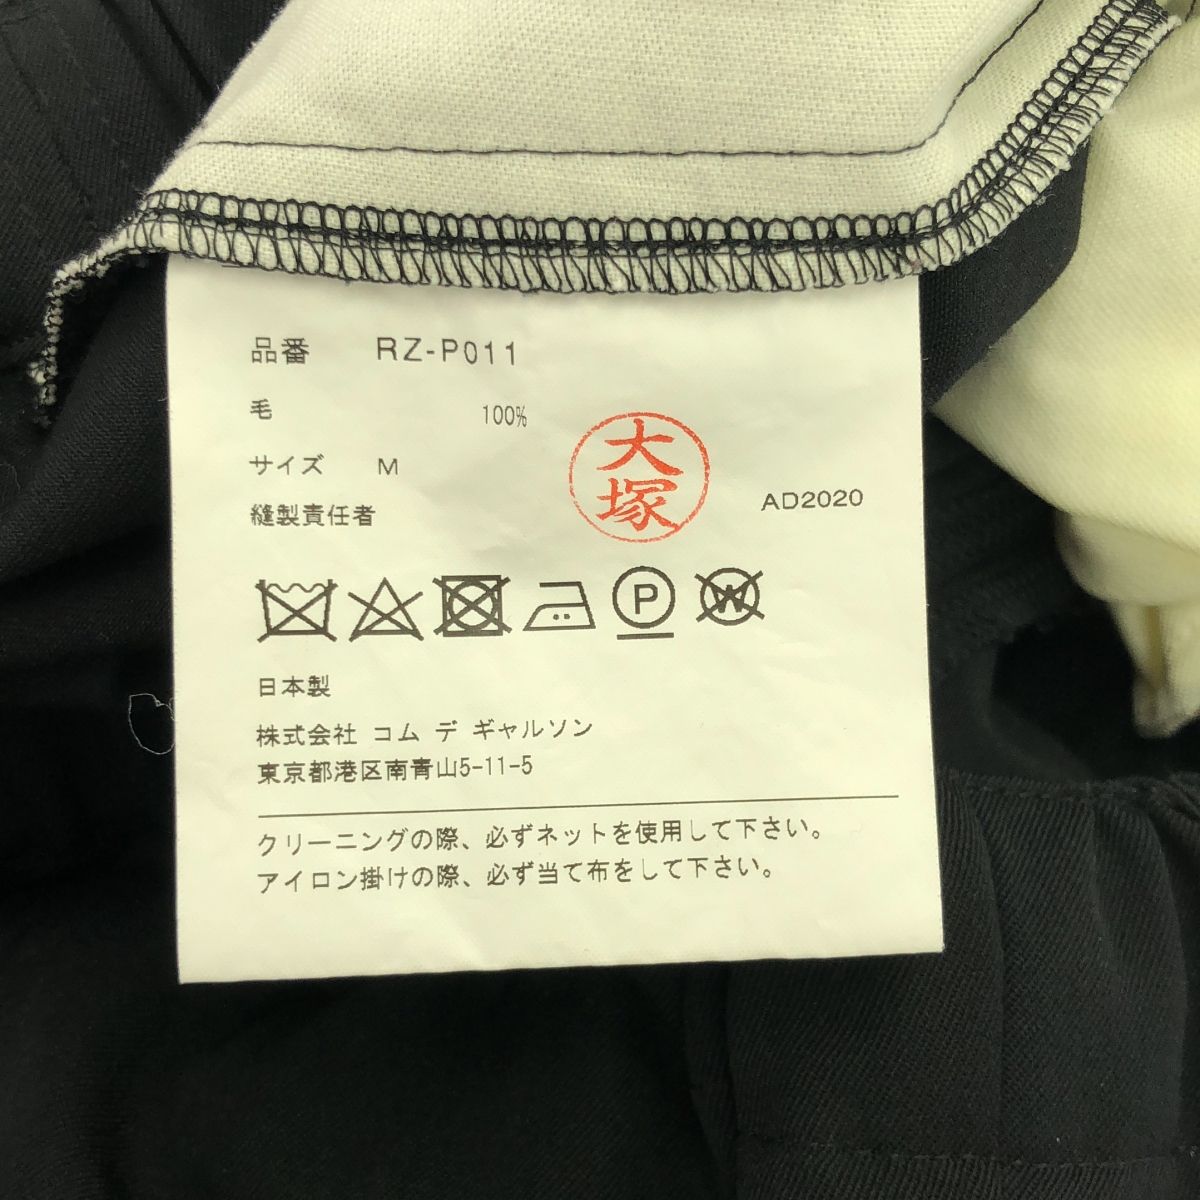 品番 RZ-P011
毛 100%
サイズ M
縫製責任者
大塚
AD2020
P
W
日本製
株式会社 コム デ ギャルソン
東京都港区南青山5-11-5
クリーニングの際、必ずネットを使用して下さい。
アイロン掛けの際、必ず当て布をして下さい。